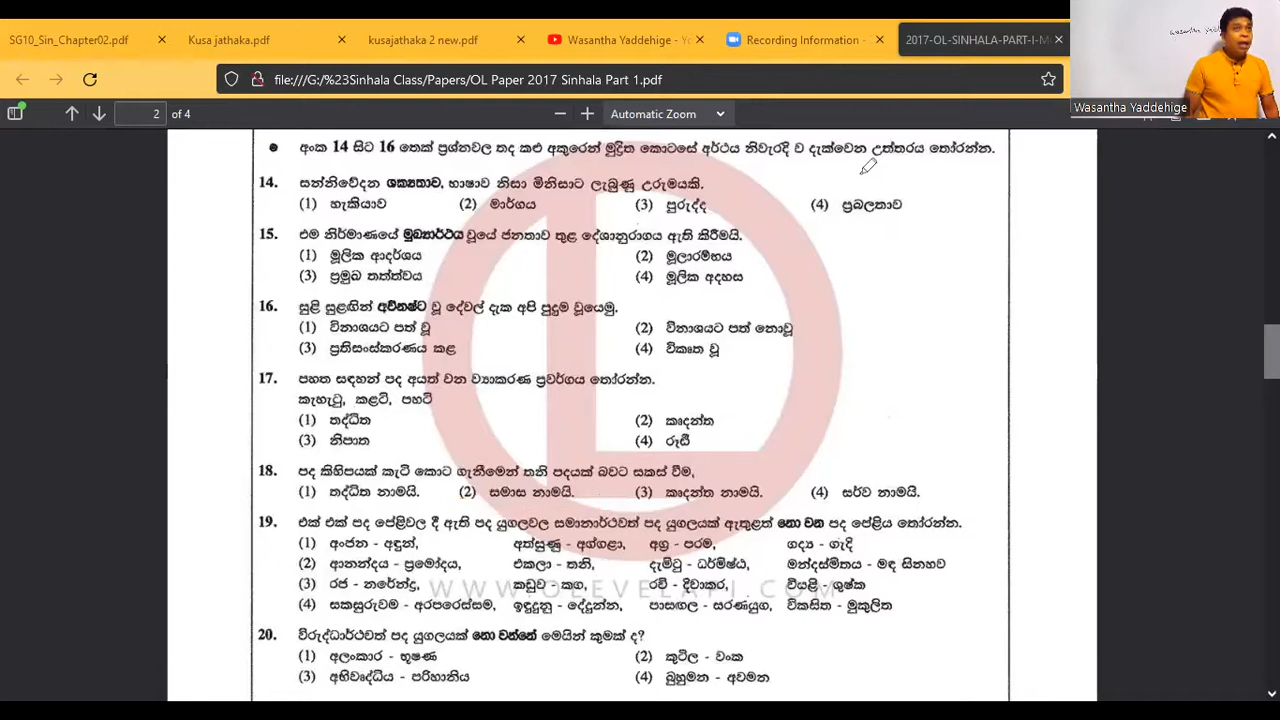 SG10_Sin_Chapter02.pdf
Kusa jathaka.pdf
kusajathaka 2 new.pdf
Wasantha Yaddehige - Yo
Recording Information -
2017-OL-SINHALA-PART-I-M
file:///G:/%23Sinhala Class/Papers/OL Paper 2017 Sinhala Part 1.pdf
Wasantha Yaddehige
2 of 4
Automatic Zoom
● අංක 14 සිට 16 තෙක් ප්‍රශ්නවල තද කළු අකුරෙන් මුද්‍රිත කොටසේ අර්ථය නිවැරදි ව දැක්වෙන උත්තරය තෝරන්න.
14. සන්නිවේදන ශක්‍යතාව, භාෂාව නිසා මිනිසාට ලැබුණු උරුමයකි.
(1) හැකියාව (2) මාර්ගය (3) පුරුද්ද (4) ප්‍රබලතාව
15. එම නිර්මාණයේ මුඛ්‍යාර්ථය වූයේ ජනතාව තුළ දේශානුරාගය ඇති කිරීමයි.
(1) මූලික ආදර්ශය (2) මූලාරම්භය
(3) ප්‍රමුඛ තත්ත්වය (4) මූලික අදහස
16. සුළි සුළඟින් අවිනෂ්ට වූ දේවල් දැක අපි පුදුම වූයෙමු.
(1) විනාශයට පත් වූ (2) විනාශයට පත් නොවූ
(3) ප්‍රතිසංස්කරණය කළ (4) විකෘත වූ
17. පහත සඳහන් පද අයත් වන ව්‍යාකරණ ප්‍රවර්ගය තෝරන්න.
කැහැටු, කළට්, පහටි
(1) තද්ධිත (2) කෘදන්ත
(3) නිපාත (4) රූඪී
18. පද කිහිපයක් කැටි කොට ගැනීමෙන් තනි පදයක් බවට සකස් වීම,
(1) තද්ධිත නාමයි. (2) සමාස නාමයි. (3) කෘදන්ත නාමයි. (4) සර්ව නාමයි.
19. එක් එක් පද පේළිවල දී ඇති පද යුගලවල සමානාර්ථවත් පද යුගලයක් ඇතුළත් නො වන පද පේළිය තෝරන්න.
(1) අංජන - අඳුන්, අත්සුණු - අග්ගළා, අග්‍ර - පරම, ගද්‍ය - ගැදි
(2) ආනන්දය - ප්‍රමෝදය, එකලා - තනි, දැමිටු - ධර්මිෂ්ඨ, මන්දස්මිතය - මඳ සිනහව
(3) රජ - නරේන්ද්‍ර, කඩුව - කග, රවි - දිවාකර, වියළි - ශුෂ්ක
(4) සකසුරුවම - අරපරෙස්සම, ඉඳුදුනු - දේදුන්න, පාසඟල - සරණයුග, විකසිත - මුකුලිත
WWW.OLEVELAPI.COM
20. විරුද්ධාර්ථවත් පද යුගලයක් නො වන්නේ මෙයින් කුමක් ද?
(1) අලංකාර - භූෂණ (2) කුටිල - වංක
(3) අභිවෘද්ධිය - පරිහානිය (4) බුහුමන - අවමන